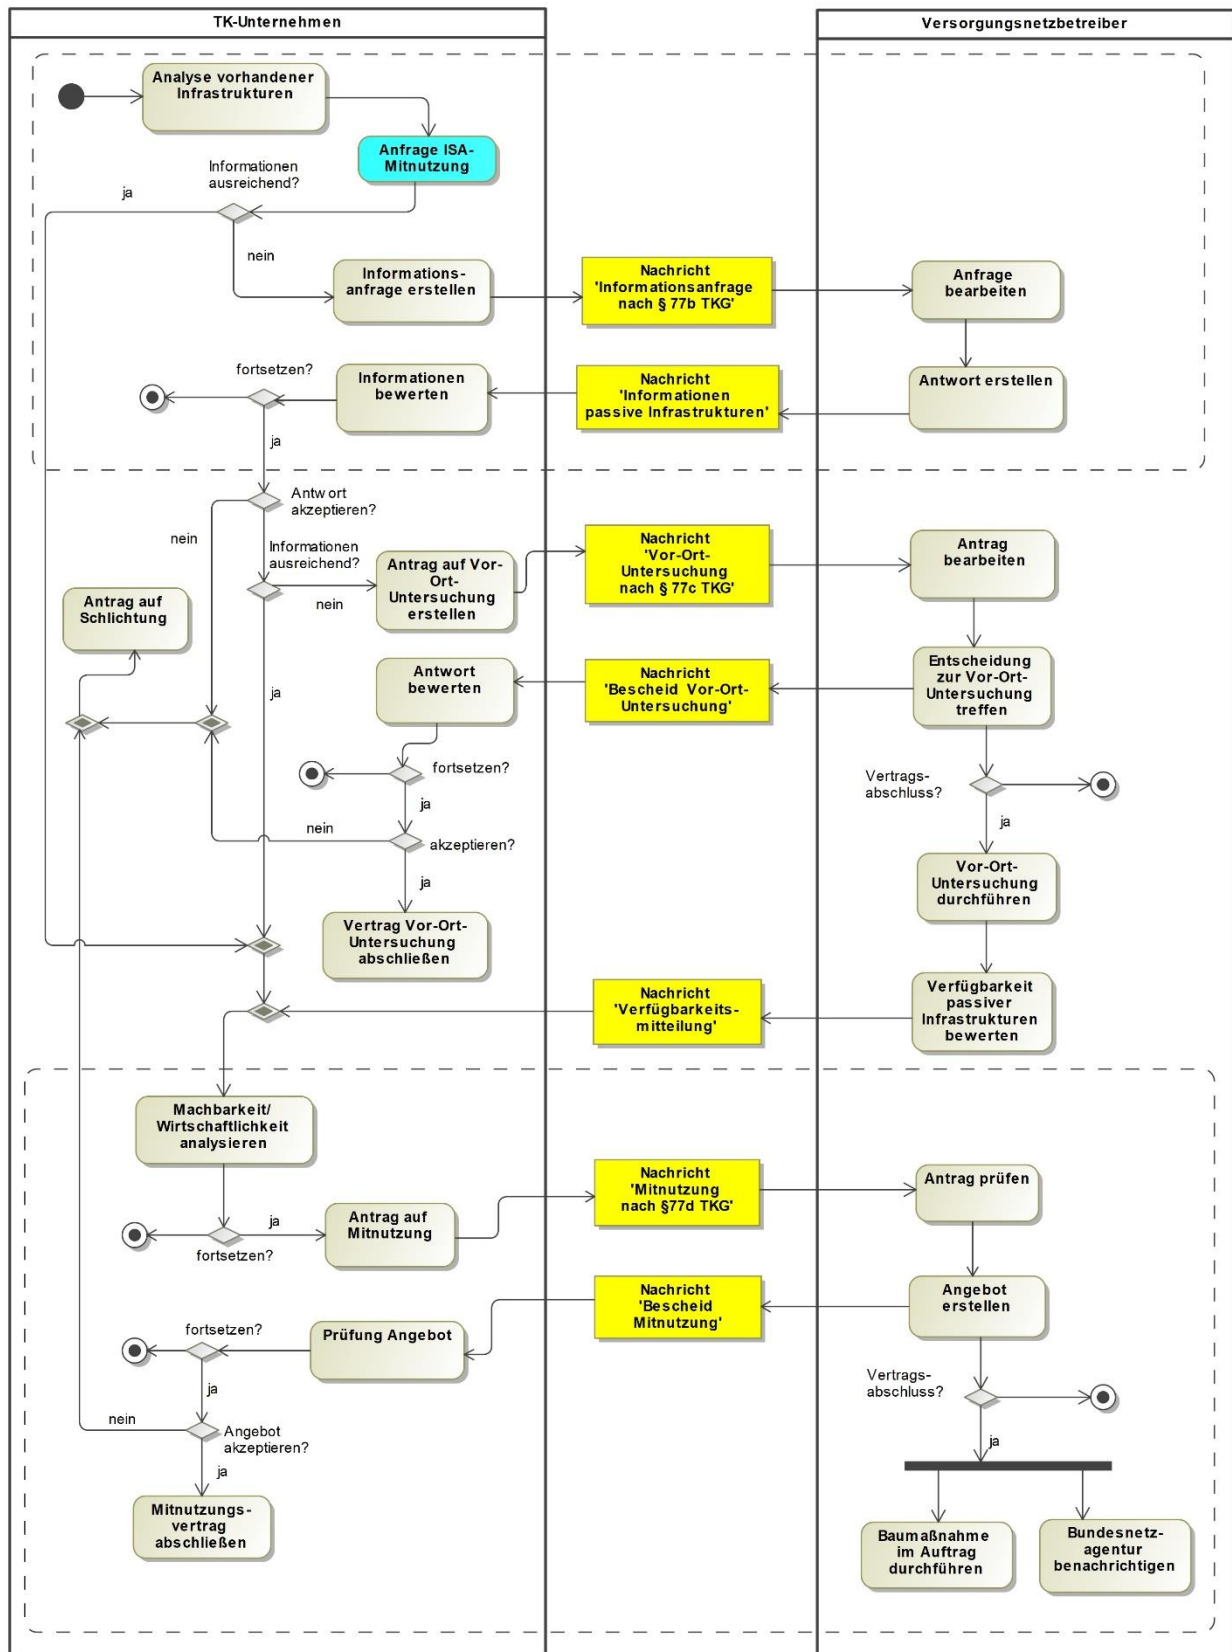 TK-Unternehmen
Versorgungsnetzbetreiber
Analyse vorhandener
Infrastrukturen
Anfrage ISA-
Mitnutzung
Informationen
ausreichend?
ja
nein
Informations-
anfrage erstellen
Nachricht
'Informationsanfrage
nach § 77b TKG'
Anfrage
bearbeiten
fortsetzen?
Informationen
bewerten
Nachricht
'Informationen
passive Infrastrukturen'
Antwort erstellen
ja
Antwort
akzeptieren?
nein
Informationen
ausreichend?
nein
Antrag auf Vor-
Ort-
Untersuchung
erstellen
Nachricht
'Vor-Ort-
Untersuchung
nach § 77c TKG'
Antrag
bearbeiten
Antrag auf
Schlichtung
ja
Antwort
bewerten
Nachricht
'Bescheid Vor-Ort-
Untersuchung'
Entscheidung
zur Vor-Ort-
Untersuchung
treffen
fortsetzen?
Vertrags-
abschluss?
ja
nein
akzeptieren?
ja
ja
Vor-Ort-
Untersuchung
durchführen
Vertrag Vor-Ort-
Untersuchung
abschließen
Nachricht
'Verfügbarkeits-
mitteilung'
Verfügbarkeit
passiver
Infrastrukturen
bewerten
Machbarkeit/
Wirtschaftlichkeit
analysieren
ja
fortsetzen?
Antrag auf
Mitnutzung
Nachricht
'Mitnutzung
nach §77d TKG'
Antrag prüfen
Angebot
erstellen
Nachricht
'Bescheid
Mitnutzung'
fortsetzen?
Prüfung Angebot
ja
nein
Angebot
akzeptieren?
ja
Vertrags-
abschluss?
ja
Mitnutzungs-
vertrag
abschließen
Baumaßnahme
im Auftrag
durchführen
Bundesnetz-
agentur
benachrichtigen